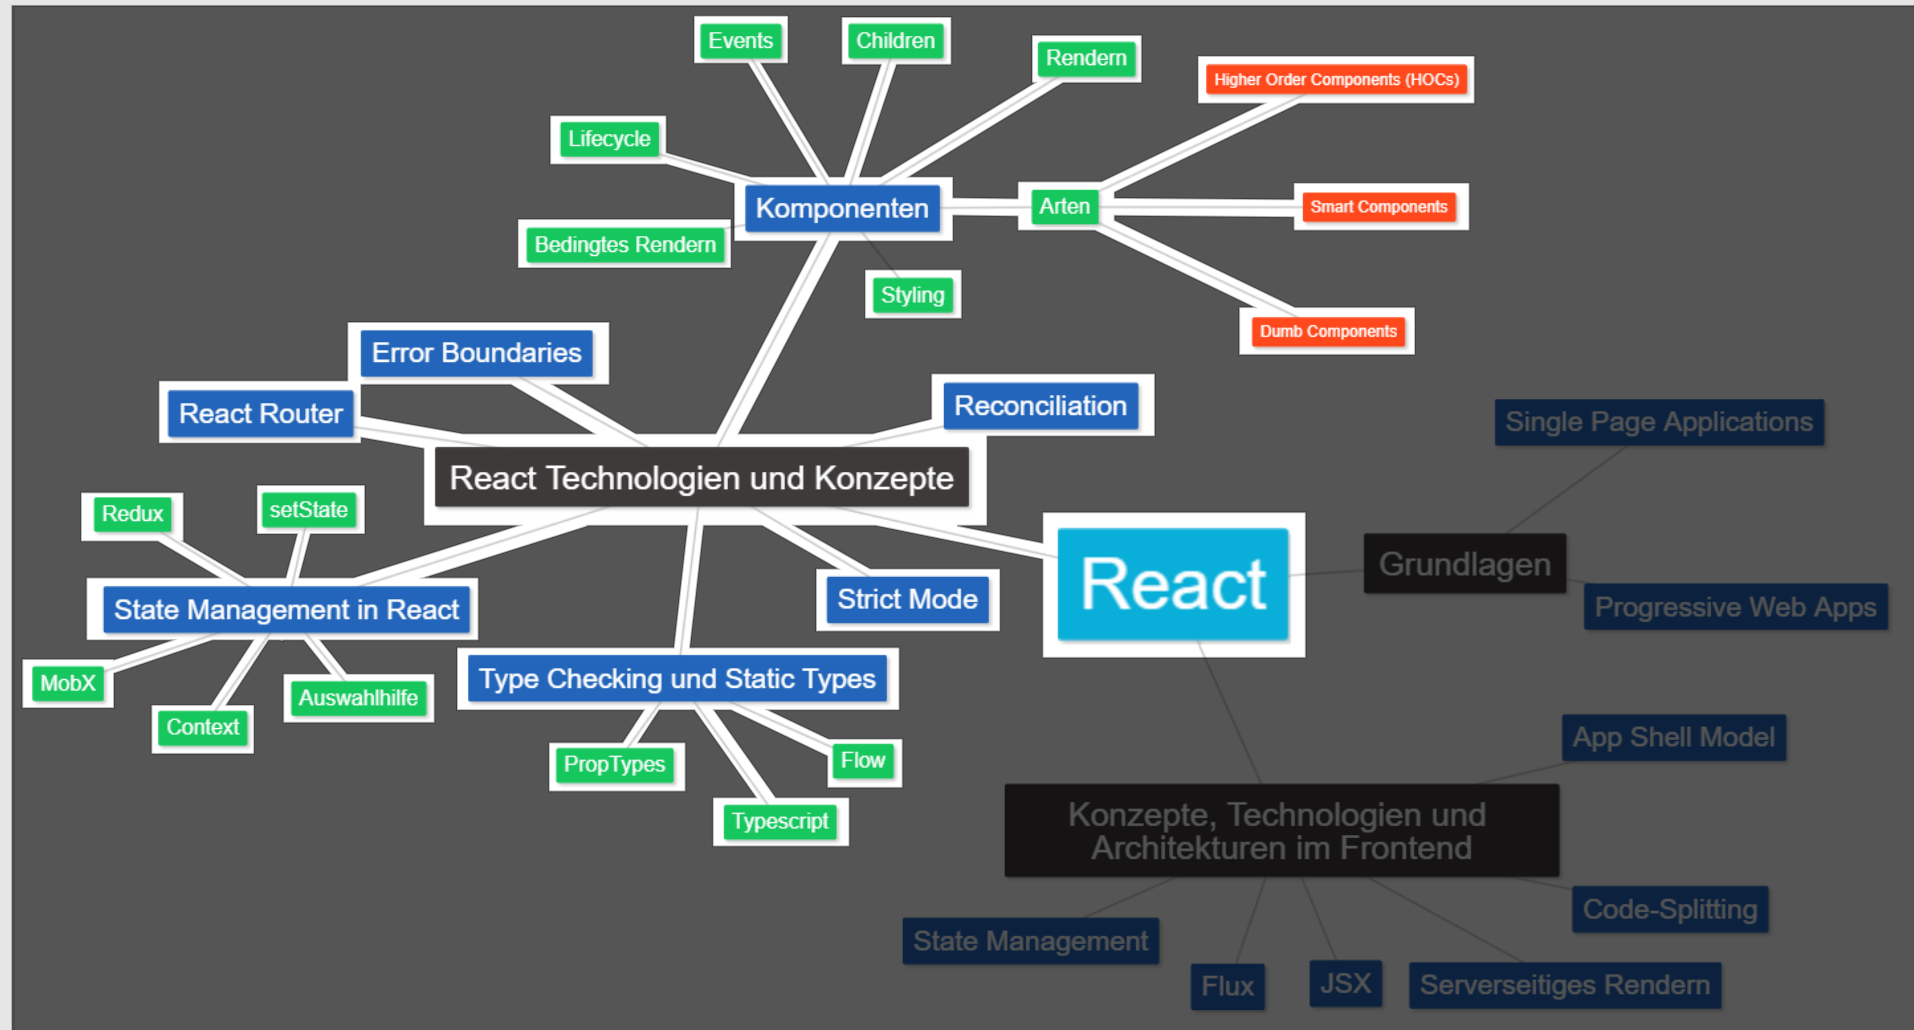 Events
Children
Rendern
Higher Order Components (HOCs)
Lifecycle
Komponenten
Arten
Smart Components
Bedingtes Rendern
Styling
Dumb Components
Error Boundaries
React Router
Reconciliation
Single Page Applications
React Technologien und Konzepte
Redux
setState
React
Grundlagen
State Management in React
Strict Mode
Progressive Web Apps
MobX
Auswahlhilfe
Context
Type Checking und Static Types
PropTypes
Flow
Typescript
App Shell Model
Konzepte, Technologien und
Architekturen im Frontend
Code-Splitting
State Management
Flux
JSX
Serverseitiges Rendern